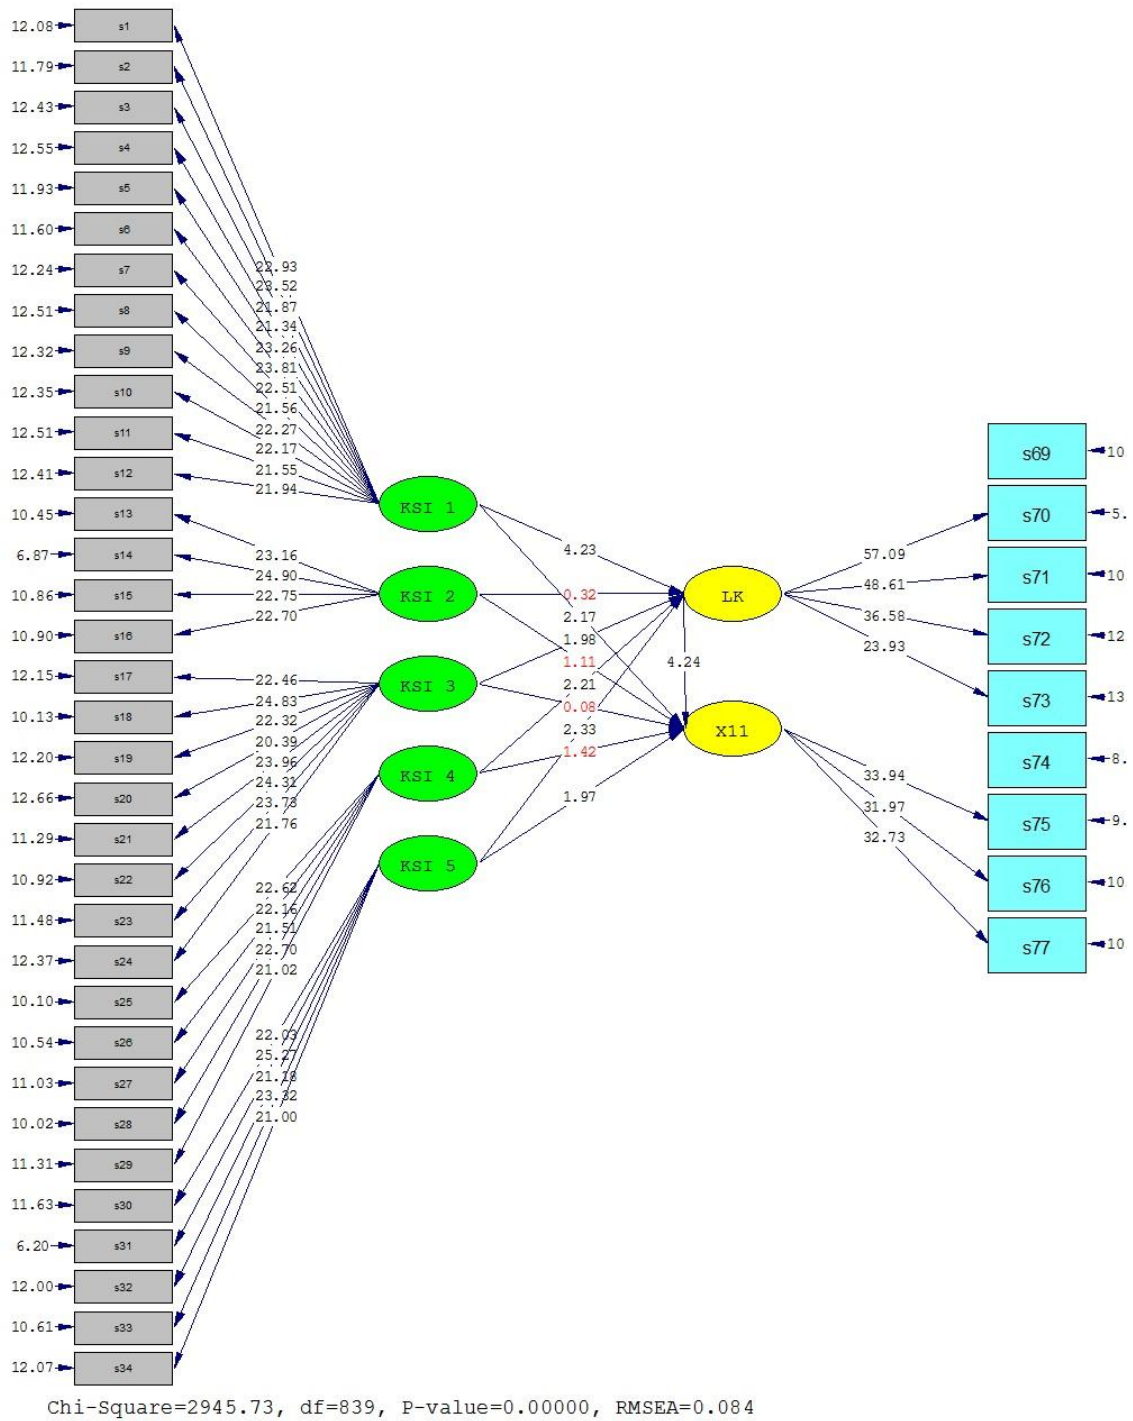 12.08 s1
11.79 s2
12.43 s3
12.55 s4
11.93 s5
11.60 s6
12.24 s7
12.51 s8
12.32 s9
12.35 s10
12.51 s11
12.41 s12
10.45 s13
6.87 s14
10.86 s15
10.90 s16
12.15 s17
10.13 s18
12.20 s19
12.66 s20
11.29 s21
10.92 s22
11.48 s23
12.37 s24
10.10 s25
10.54 s26
11.03 s27
10.02 s28
11.31 s29
11.63 s30
6.20 s31
12.00 s32
10.61 s33
12.07 s34
22.93
23.52
21.87
21.34
23.26
23.81
22.51
21.56
22.27
22.17
21.55
21.94
23.16
24.90
22.75
22.70
22.46
24.83
22.32
20.39
23.96
24.31
23.73
21.76
22.62
22.16
21.51
22.70
21.02
22.03
25.27
21.18
23.32
21.00
KSI 1
KSI 2
KSI 3
KSI 4
KSI 5
4.23
0.32
2.17
1.98
1.11
2.21
0.08
2.33
1.42
1.97
LK
4.24
X11
57.09
48.61
36.58
23.93
33.94
31.97
32.73
s69 10
s70 5.
s71 10
s72 12
s73 13
s74 8.
s75 9.
s76 10
s77 10
Chi-Square=2945.73, df=839, P-value=0.00000, RMSEA=0.084